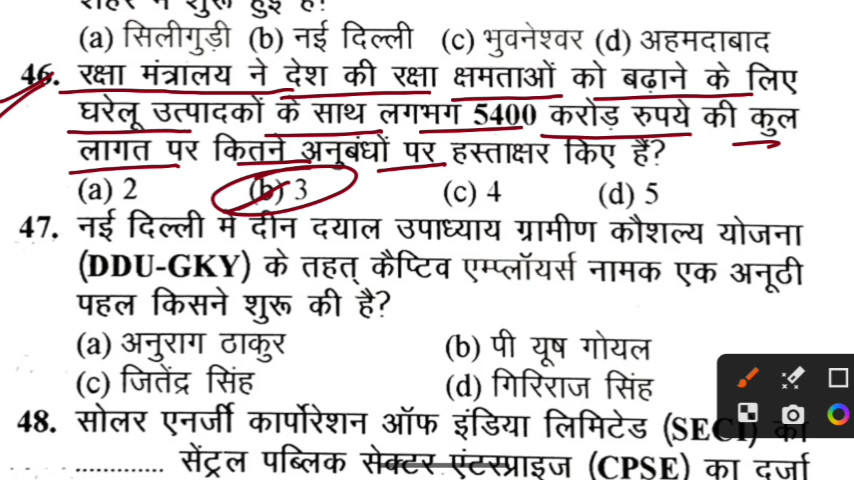 शहर में शुरू हुई है?
(a) सिलीगुड़ी (b) नई दिल्ली (c) भुवनेश्वर (d) अहमदाबाद
46. रक्षा मंत्रालय ने देश की रक्षा क्षमताओं को बढ़ाने के लिए
घरेलू उत्पादकों के साथ लगभग 5400 करोड़ रुपये की कुल
लागत पर कितने अनुबंधों पर हस्ताक्षर किए हैं?
(a) 2 (b) 3 (c) 4 (d) 5
47. नई दिल्ली में दीन दयाल उपाध्याय ग्रामीण कौशल्य योजना
(DDU-GKY) के तहत् कैप्टिव एम्प्लॉयर्स नामक एक अनूठी
पहल किसने शुरू की है?
(a) अनुराग ठाकुर (b) पी यूष गोयल
(c) जितेंद्र सिंह (d) गिरिराज सिंह
48. सोलर एनर्जी कार्पोरेशन ऑफ इंडिया लिमिटेड (SECI) को
............. सेंट्रल पब्लिक सेक्टर एंटरप्राइज (CPSE) का दर्जा